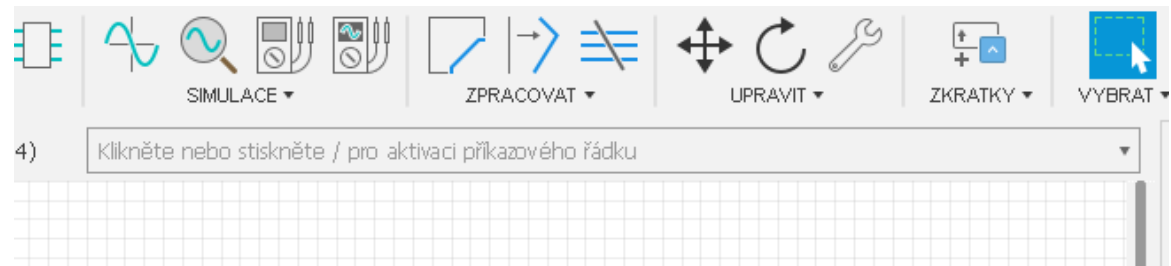 SIMULACE ▾ ZPRACOVAT ▾ UPRAVIT ▾ ZKRATKY ▾ VYBRAT ▾
4) Klikněte nebo stiskněte / pro aktivaci příkazového řádku